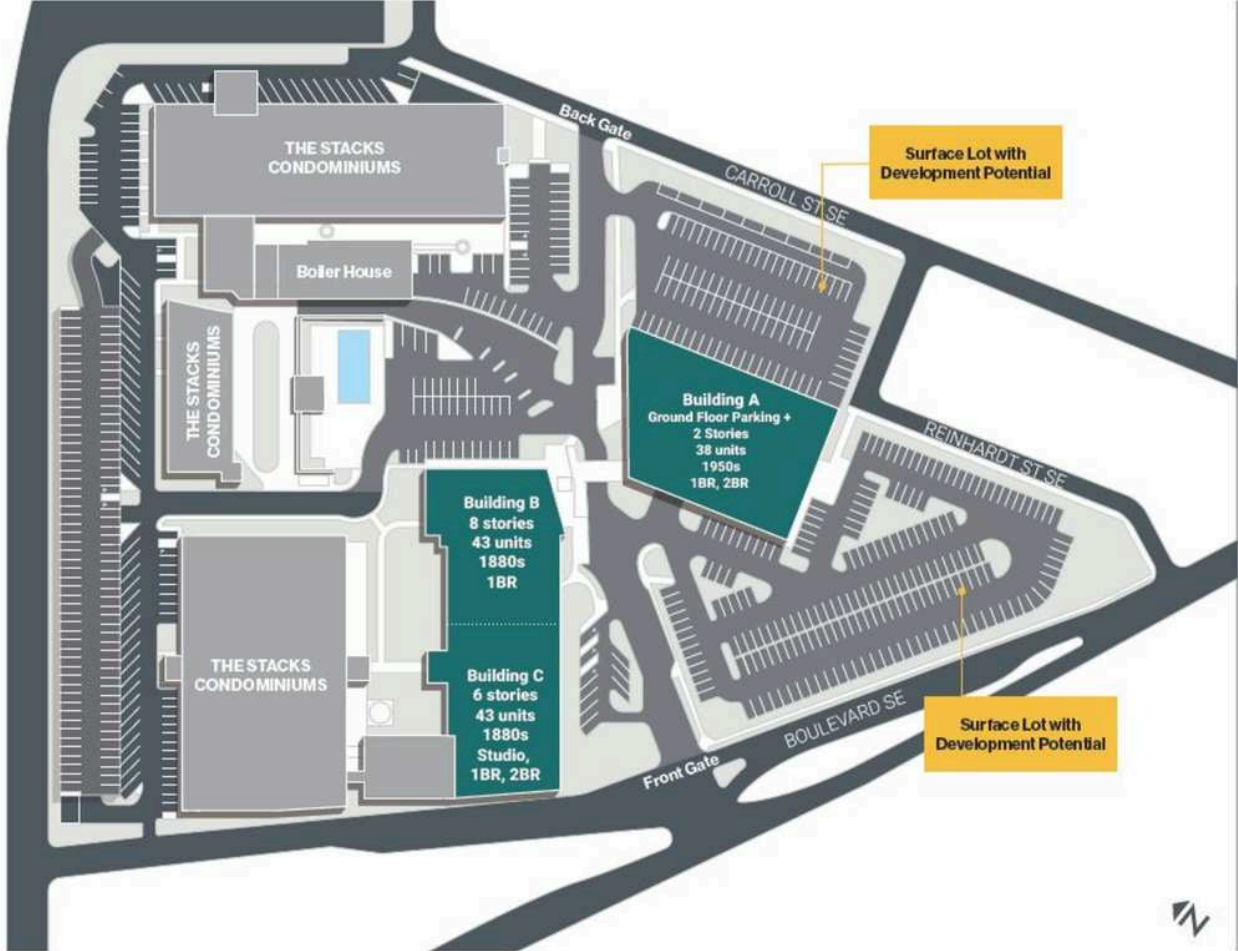 Back Gate
THE STACKS
CONDOMINIUMS
Surface Lot with
Development Potential
CARROLL ST SE
Boiler House
THE STACKS
CONDOMINIUMS
Building A
Ground Floor Parking +
2 Stories
38 units
1950s
1BR, 2BR
REINHARDT ST SE
Building B
8 stories
43 units
1880s
1BR
THE STACKS
CONDOMINIUMS
Building C
6 stories
43 units
1880s
Studio,
1BR, 2BR
BOULEVARD SE
Surface Lot with
Development Potential
Front Gate
N